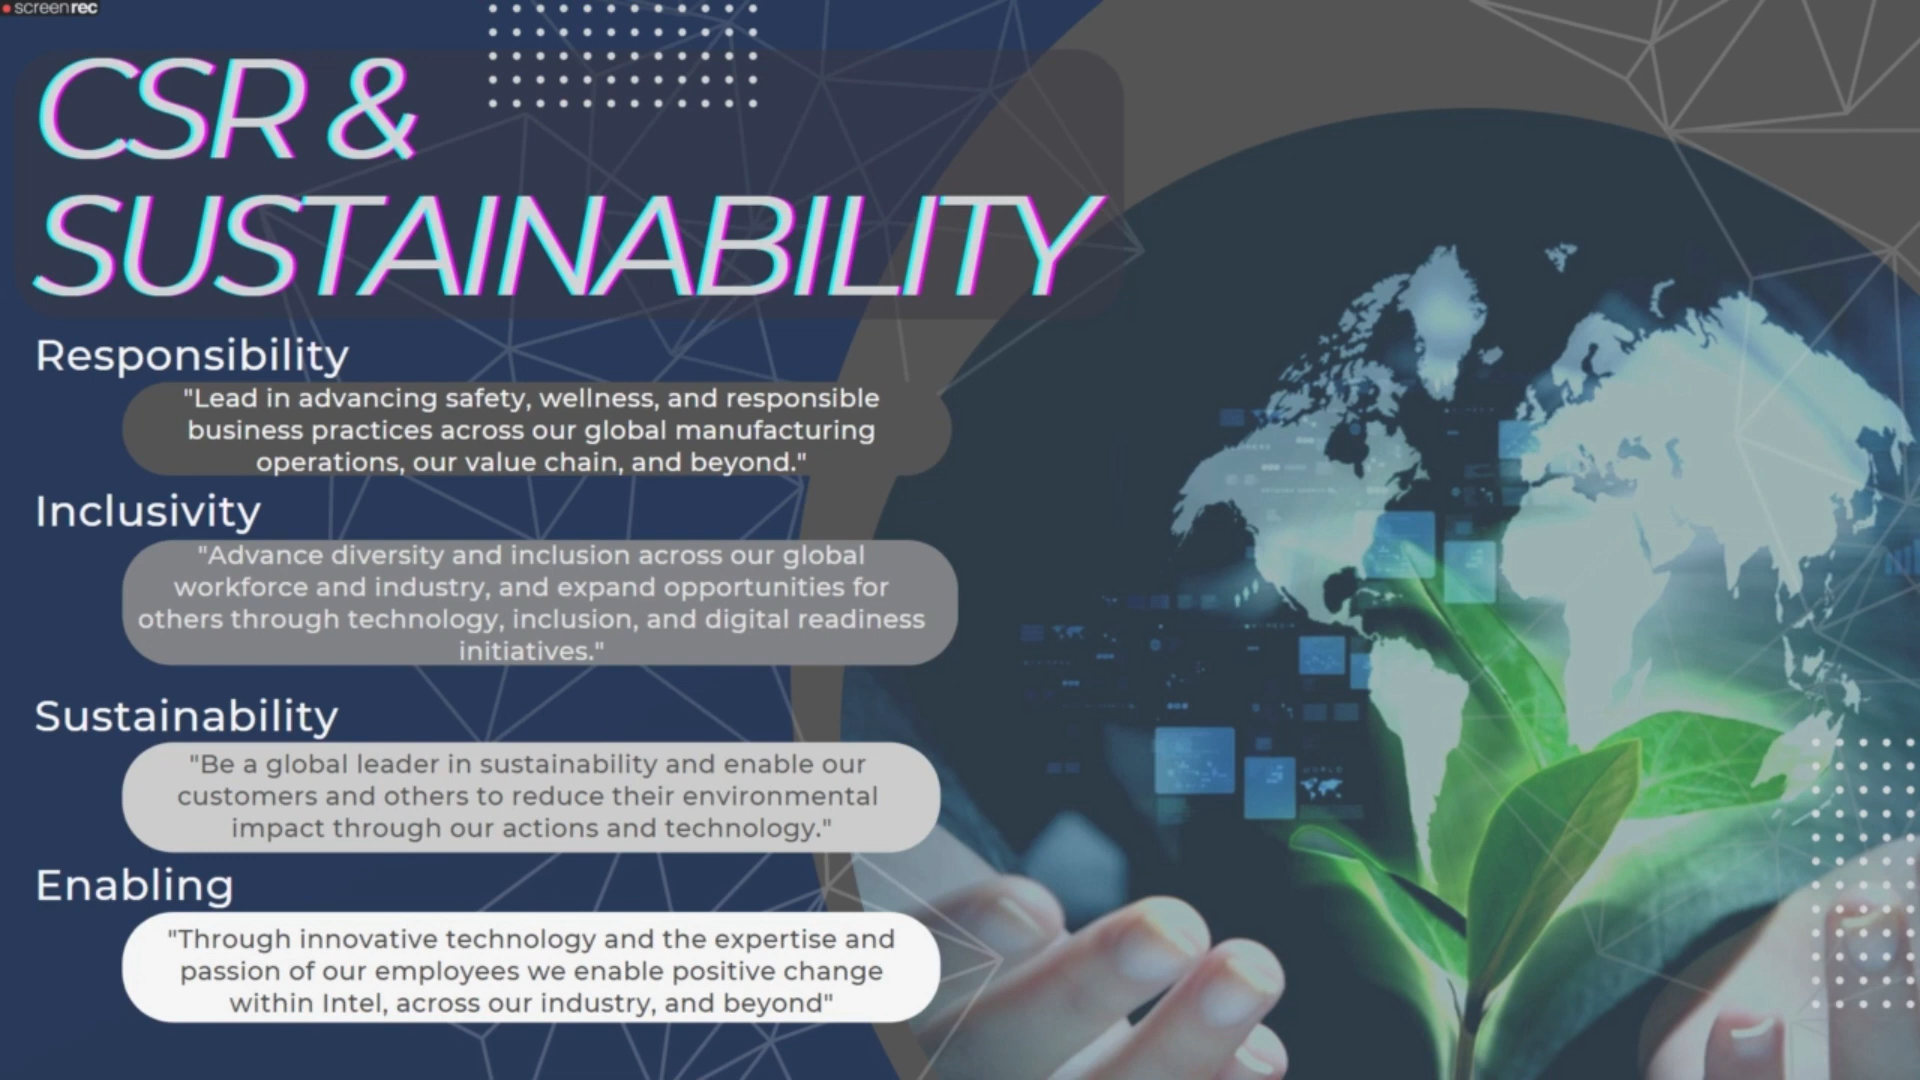 screenrec
CSR &
SUSTAINABILITY
Responsibility
"Lead in advancing safety, wellness, and responsible
business practices across our global manufacturing
operations, our value chain, and beyond."
Inclusivity
"Advance diversity and inclusion across our global
workforce and industry, and expand opportunities for
others through technology, inclusion, and digital readiness
initiatives."
Sustainability
"Be a global leader in sustainability and enable our
customers and others to reduce their environmental
impact through our actions and technology."
Enabling
"Through innovative technology and the expertise and
passion of our employees we enable positive change
within Intel, across our industry, and beyond"